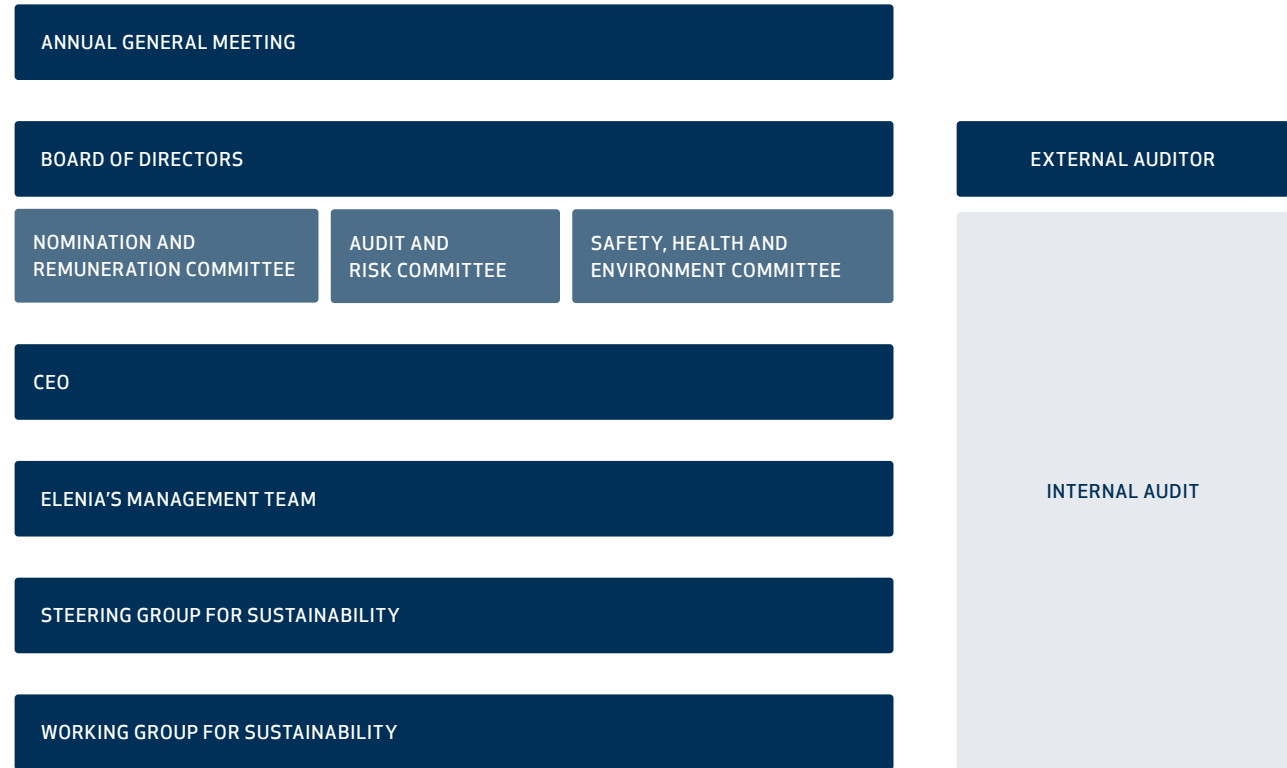 ANNUAL GENERAL MEETING
BOARD OF DIRECTORS
EXTERNAL AUDITOR
NOMINATION AND
REMUNERATION COMMITTEE
AUDIT AND
RISK COMMITTEE
SAFETY, HEALTH AND
ENVIRONMENT COMMITTEE
CEO
ELENIA’S MANAGEMENT TEAM
INTERNAL AUDIT
STEERING GROUP FOR SUSTAINABILITY
WORKING GROUP FOR SUSTAINABILITY